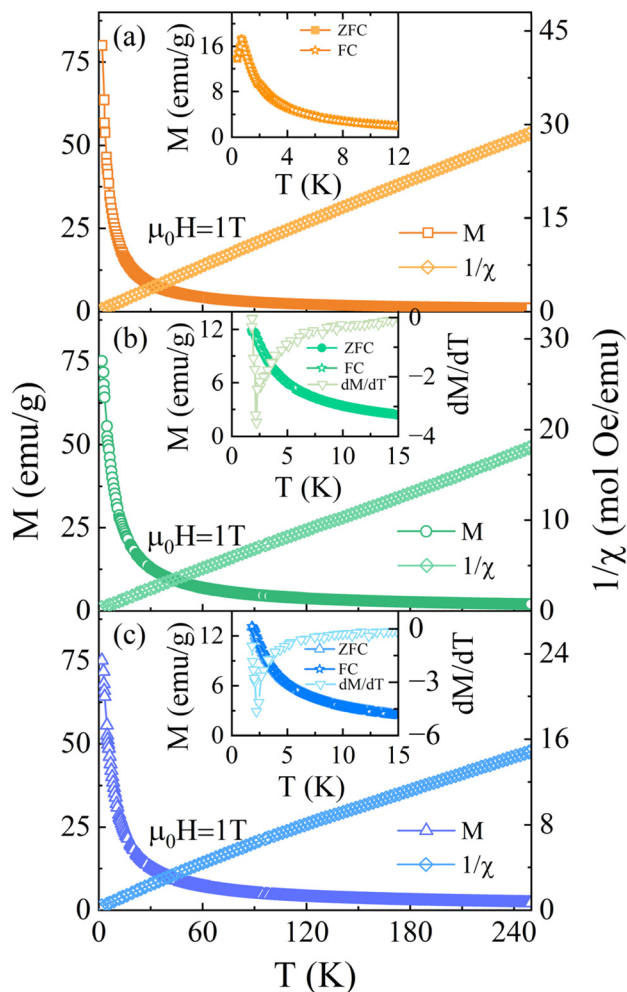 (a)
M (emu/g)
75
50
25
0
16
8
0
0 4 8 12
T (K)
ZFC
FC
μ₀H=1T
M
1/χ
45
30
15
0
(b)
M (emu/g)
75
50
25
0
12
6
0
0 5 10 15
T (K)
ZFC
FC
dM/dT
0
−2
−3
−4
dM/dT
μ₀H=1T
M
1/χ
30
20
10
0
M (emu/g)
1/χ (mol Oe/emu)
(c)
M (emu/g)
75
50
25
0
12
6
0
0 5 10 15
T (K)
ZFC
FC
dM/dT
0
−3
−6
dM/dT
μ₀H=1T
M
1/χ
24
16
8
0
0 60 120 180 240
T (K)